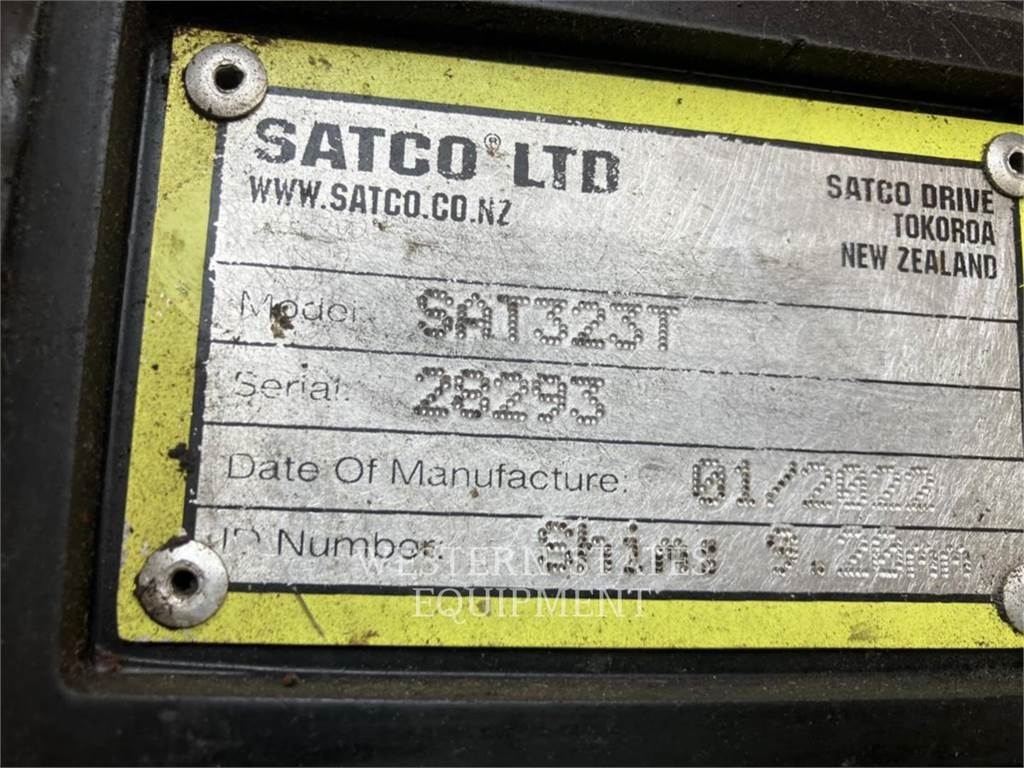 SATCO® LTD
WWW.SATCO.CO.NZ
SATCO DRIVE
TOKOROA
NEW ZEALAND
Model: SAT323T
Serial: 28293
Date Of Manufacture: 01/2022
ID Number: Shims 9.20mm
WESTERN STATES
EQUIPMENT